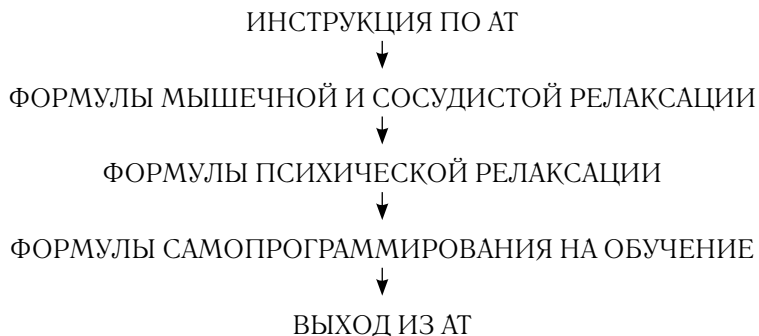 ИНСТРУКЦИЯ ПО АТ
ФОРМУЛЫ МЫШЕЧНОЙ И СОСУДИСТОЙ РЕЛАКСАЦИИ
ФОРМУЛЫ ПСИХИЧЕСКОЙ РЕЛАКСАЦИИ
ФОРМУЛЫ САМОПРОГРАММИРОВАНИЯ НА ОБУЧЕНИЕ
ВЫХОД ИЗ АТ